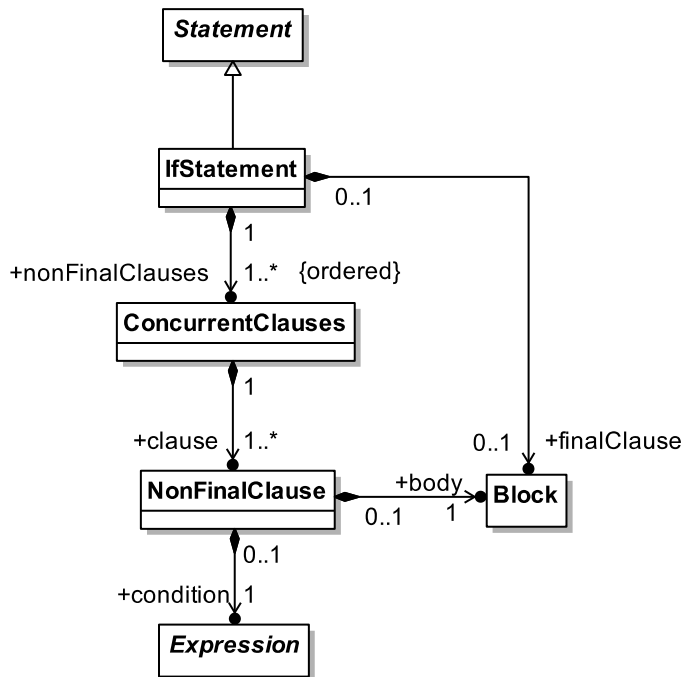 Statement
IfStatement
0..1
1
+nonFinalClauses 1..* {ordered}
ConcurrentClauses
1
+clause 1..*
0..1 +finalClause
NonFinalClause
+body
0..1 1
Block
0..1
+condition 1
Expression